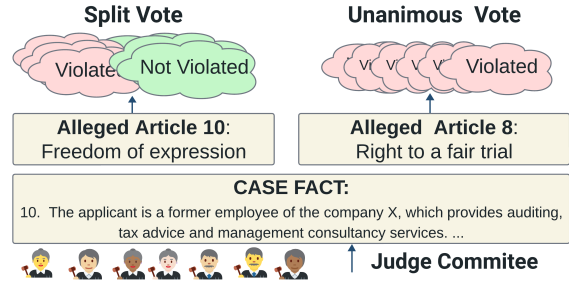 Split Vote
Unanimous Vote
Not Violated
Violated
Alleged Article 10:
Freedom of expression
Alleged Article 8:
Right to a fair trial
CASE FACT:
10. The applicant is a former employee of the company X, which provides auditing,
tax advice and management consultancy services. ...
Judge Commitee